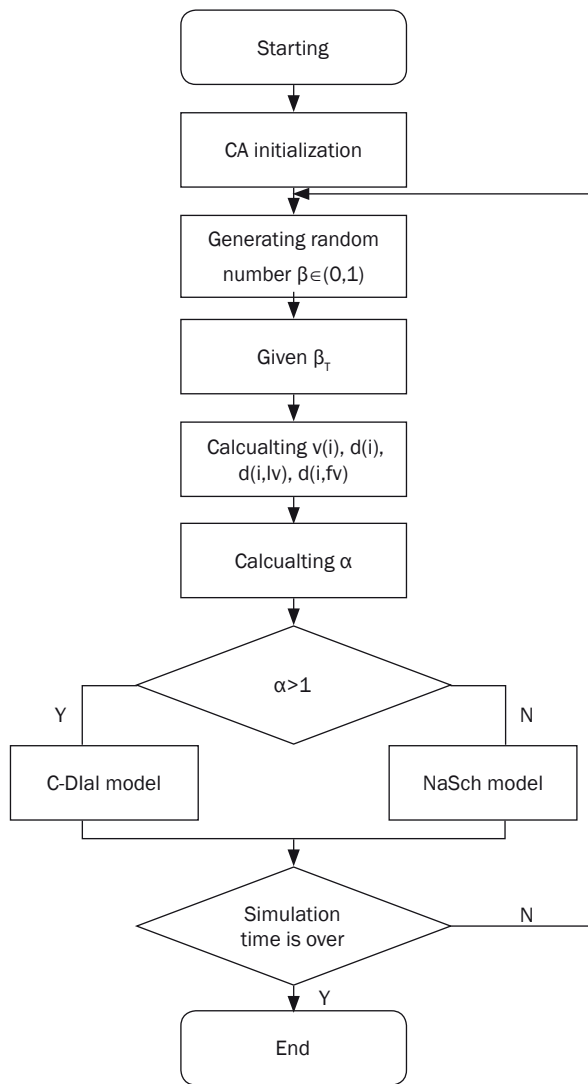 Starting
CA initialization
Generating random
number β∈(0,1)
Given βT
Calcualting v(i), d(i),
d(i,lv), d(i,fv)
Calcualting α
α>1
Y
N
C-Dlal model
NaSch model
Simulation
time is over
N
Y
End